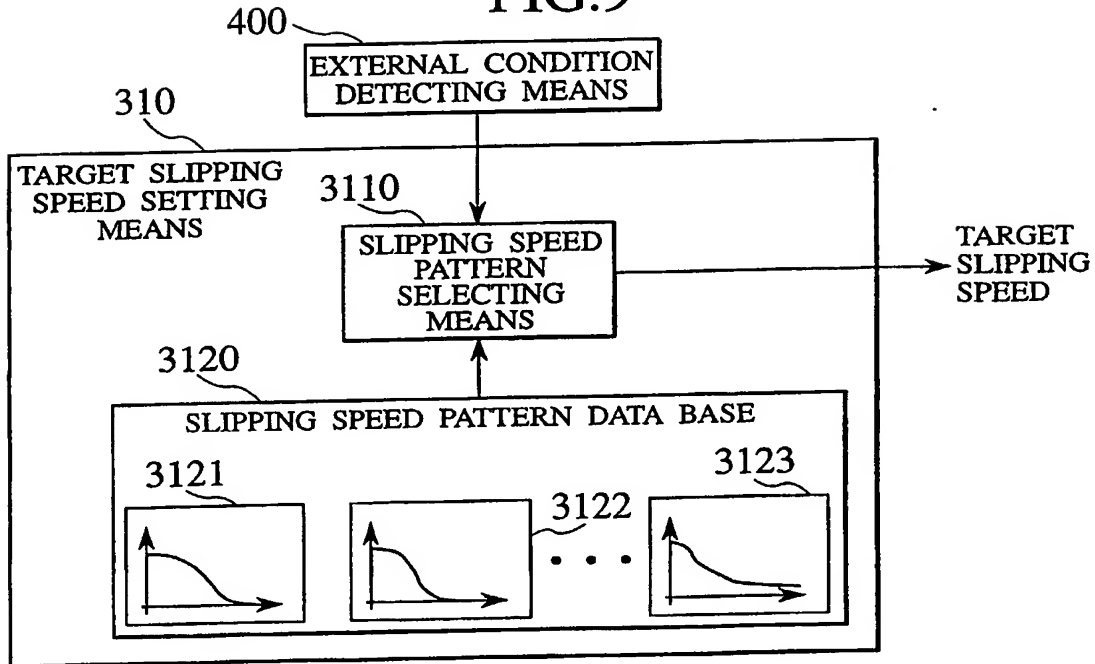 FIG.9
400
EXTERNAL CONDITION
DETECTING MEANS
310
TARGET SLIPPING
SPEED SETTING
MEANS
3110
SLIPPING SPEED
PATTERN
SELECTING
MEANS
TARGET
SLIPPING
SPEED
3120
SLIPPING SPEED PATTERN DATA BASE
3121
3122
3123